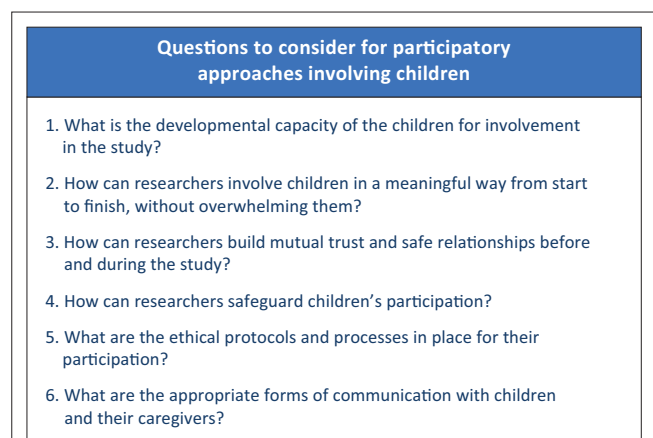 Questions to consider for participatory
approaches involving children
1. What is the developmental capacity of the children for involvement
in the study?
2. How can researchers involve children in a meaningful way from start
to finish, without overwhelming them?
3. How can researchers build mutual trust and safe relationships before
and during the study?
4. How can researchers safeguard children’s participation?
5. What are the ethical protocols and processes in place for their
participation?
6. What are the appropriate forms of communication with children
and their caregivers?